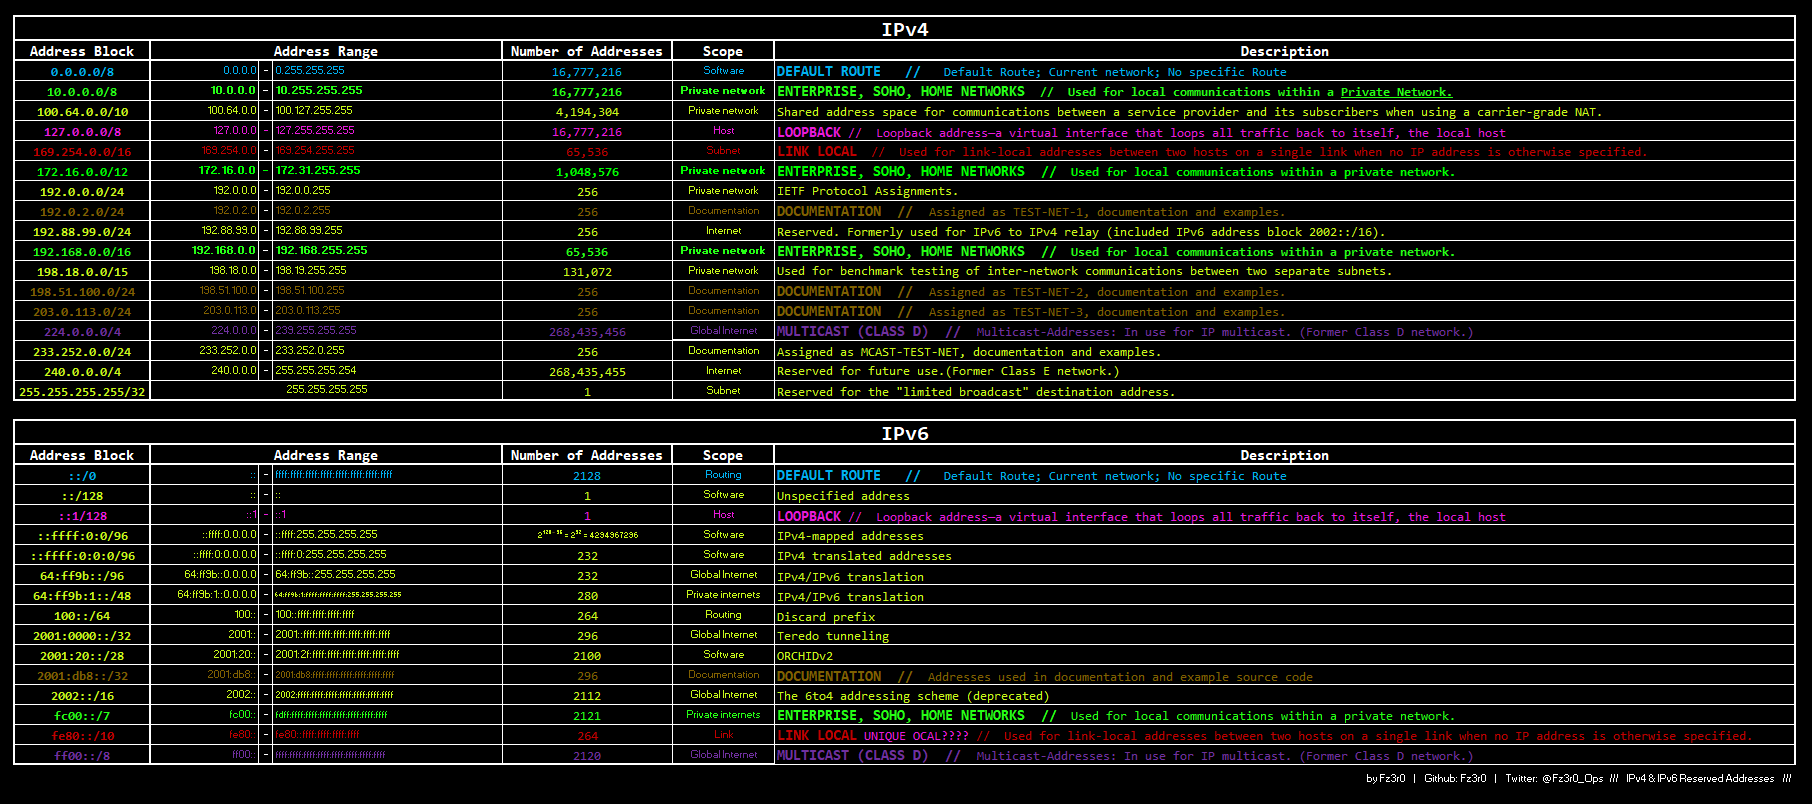 IPv4
Address Block Address Range Number of Addresses Scope Description
0.0.0.0/8 0.0.0.0 - 0.255.255.255 16,777,216 Software DEFAULT ROUTE // Default Route; Current network; No specific Route
10.0.0.0/8 10.0.0.0 - 10.255.255.255 16,777,216 Private network ENTERPRISE, SOHO, HOME NETWORKS // Used for local communications within a Private Network.
100.64.0.0/10 100.64.0.0 - 100.127.255.255 4,194,304 Private network Shared address space for communications between a service provider and its subscribers when using a carrier-grade NAT.
127.0.0.0/8 127.0.0.0 - 127.255.255.255 16,777,216 Host LOOPBACK // Loopback address—a virtual interface that loops all traffic back to itself, the local host
169.254.0.0/16 169.254.0.0 - 169.254.255.255 65,536 Subnet LINK LOCAL // Used for link-local addresses between two hosts on a single link when no IP address is otherwise specified.
172.16.0.0/12 172.16.0.0 - 172.31.255.255 1,048,576 Private network ENTERPRISE, SOHO, HOME NETWORKS // Used for local communications within a private network.
192.0.0.0/24 192.0.0.0 - 192.0.0.255 256 Private network IETF Protocol Assignments.
192.0.2.0/24 192.0.2.0 - 192.0.2.255 256 Documentation DOCUMENTATION // Assigned as TEST-NET-1, documentation and examples.
192.88.99.0/24 192.88.99.0 - 192.88.99.255 256 Internet Reserved. Formerly used for IPv6 to IPv4 relay (included IPv6 address block 2002::/16).
192.168.0.0/16 192.168.0.0 - 192.168.255.255 65,536 Private network ENTERPRISE, SOHO, HOME NETWORKS // Used for local communications within a private network.
198.18.0.0/15 198.18.0.0 - 198.19.255.255 131,072 Private network Used for benchmark testing of inter-network communications between two separate subnets.
198.51.100.0/24 198.51.100.0 - 198.51.100.255 256 Documentation DOCUMENTATION // Assigned as TEST-NET-2, documentation and examples.
203.0.113.0/24 203.0.113.0 - 203.0.113.255 256 Documentation DOCUMENTATION // Assigned as TEST-NET-3, documentation and examples.
224.0.0.0/4 224.0.0.0 - 239.255.255.255 268,435,456 Global Internet MULTICAST (CLASS D) // Multicast-Addresses: In use for IP multicast. (Former Class D network.)
233.252.0.0/24 233.252.0.0 - 233.252.0.255 256 Documentation Assigned as MCAST-TEST-NET, documentation and examples.
240.0.0.0/4 240.0.0.0 - 255.255.255.254 268,435,455 Internet Reserved for future use.(Former Class E network.)
255.255.255.255/32 255.255.255.255 1 Subnet Reserved for the "limited broadcast" destination address.
IPv6
Address Block Address Range Number of Addresses Scope Description
::/0 :: - ffff:ffff:ffff:ffff:ffff:ffff:ffff:ffff 2128 Routing DEFAULT ROUTE // Default Route; Current network; No specific Route
::/128 :: - :: 1 Software Unspecified address
::1/128 ::1 - ::1 1 Host LOOPBACK // Loopback address—a virtual interface that loops all traffic back to itself, the local host
::ffff:0:0/96 ::ffff:0.0.0.0 - ::ffff:255.255.255.255 2¹²⁸⁻⁹⁶ = 2³² = 4294967296 Software IPv4-mapped addresses
::ffff:0:0:0/96 ::ffff:0:0.0.0.0 - ::ffff:0:255.255.255.255 232 Software IPv4 translated addresses
64:ff9b::/96 64:ff9b::0.0.0.0 - 64:ff9b::255.255.255.255 232 Global Internet IPv4/IPv6 translation
64:ff9b:1::/48 64:ff9b:1::0.0.0.0 - 64:ff9b:1:ffff:ffff:ffff:255.255.255.255 280 Private internets IPv4/IPv6 translation
100::/64 100:: - 100::ffff:ffff:ffff:ffff 264 Routing Discard prefix
2001:0000::/32 2001:: - 2001::ffff:ffff:ffff:ffff:ffff:ffff 296 Global Internet Teredo tunneling
2001:20::/28 2001:20:: - 2001:2f:ffff:ffff:ffff:ffff:ffff:ffff 2100 Software ORCHIDv2
2001:db8::/32 2001:db8:: - 2001:db8:ffff:ffff:ffff:ffff:ffff:ffff 296 Documentation DOCUMENTATION // Addresses used in documentation and example source code
2002::/16 2002:: - 2002:ffff:ffff:ffff:ffff:ffff:ffff:ffff 2112 Global Internet The 6to4 addressing scheme (deprecated)
fc00::/7 fc00:: - fdff:ffff:ffff:ffff:ffff:ffff:ffff:ffff 2121 Private internets ENTERPRISE, SOHO, HOME NETWORKS // Used for local communications within a private network.
fe80::/10 fe80:: - fe80::ffff:ffff:ffff:ffff 264 Link LINK LOCAL UNIQUE OCAL???? // Used for link-local addresses between two hosts on a single link when no IP address is otherwise specified.
ff00::/8 ff00:: - ffff:ffff:ffff:ffff:ffff:ffff:ffff:ffff 2120 Global Internet MULTICAST (CLASS D) // Multicast-Addresses: In use for IP multicast. (Former Class D network.)
by Fz3r0 | Github: Fz3r0 | Twitter: @Fz3r0_Ops /// IPv4 & IPv6 Reserved Addresses ///